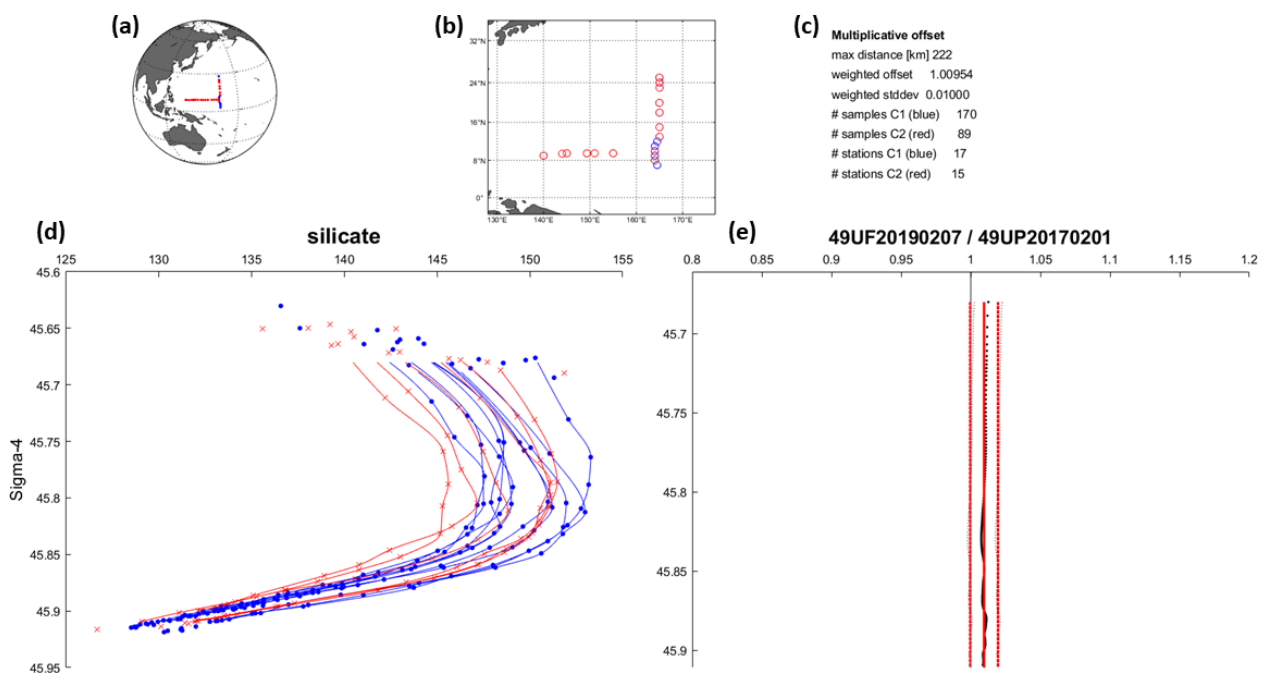 (a)
(b)
(c)
32°N
24°N
16°N
8°N
0°
130°E
140°E
150°E
160°E
170°E
Multiplicative offset
max distance [km] 222
weighted offset 1.00954
weighted stddev 0.01000
# samples C1 (blue) 170
# samples C2 (red) 89
# stations C1 (blue) 17
# stations C2 (red) 15
(d)
silicate
125 130 135 140 145 150 155
45.6
45.65
45.7
45.75
45.8
45.85
45.9
45.95
Sigma-4
(e)
49UF20190207 / 49UP20170201
0.8 0.85 0.9 0.95 1 1.05 1.1 1.15 1.2
45.7
45.75
45.8
45.85
45.9